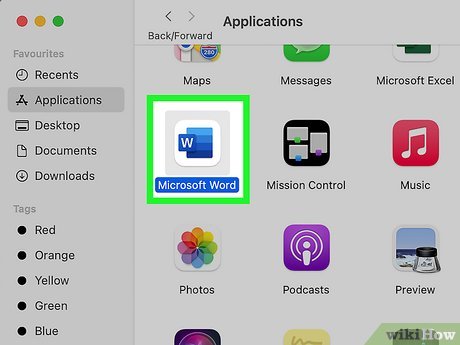 Applications
Back/Forward
Favourites
Recents
Applications
Desktop
Documents
Downloads
Tags
Red
Orange
Yellow
Green
Blue
280
Maps
Messages
Microsoft Excel
W
Microsoft Word
Mission Control
Music
Photos
Podcasts
Preview
wikiHow